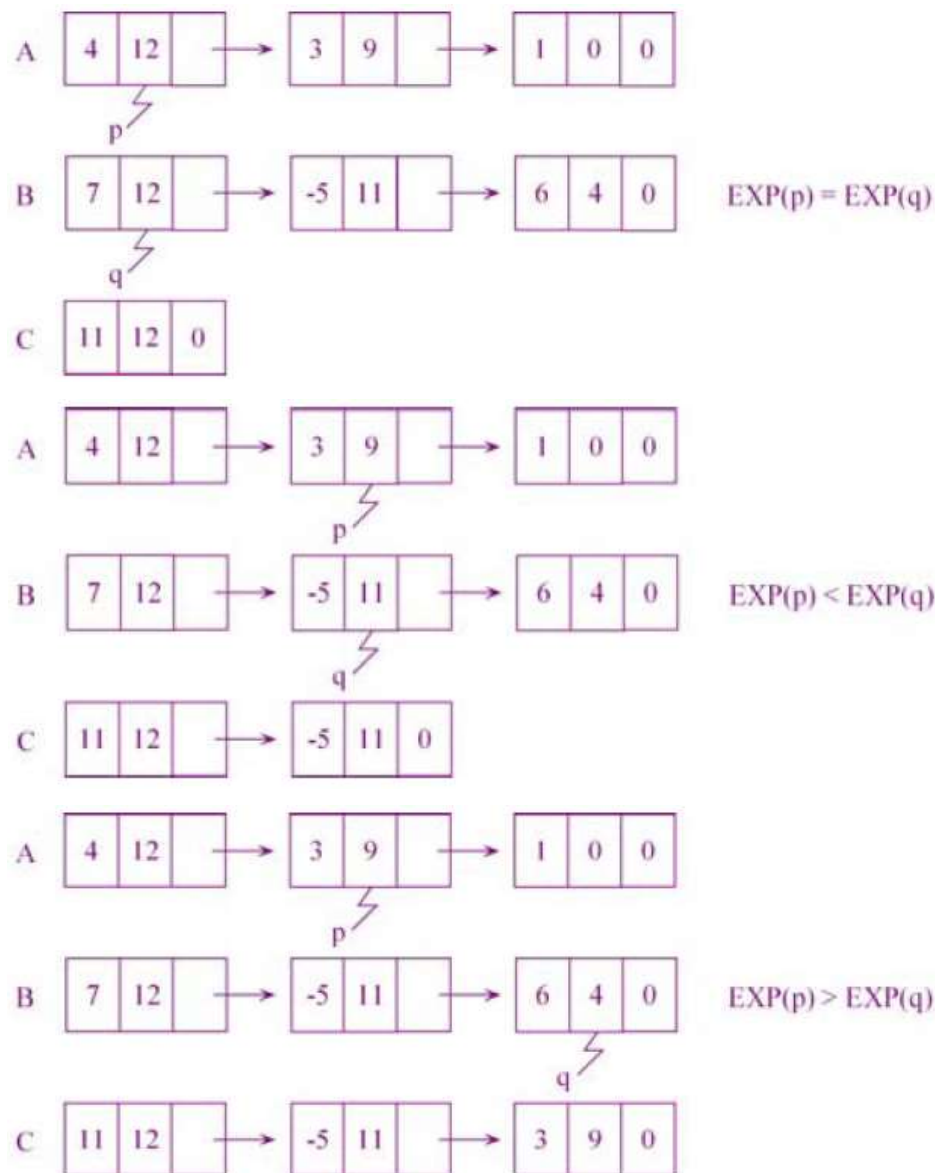 A 4 12 3 9 1 0 0
p
B 7 12 -5 11 6 4 0 EXP(p) = EXP(q)
q
C 11 12 0
A 4 12 3 9 1 0 0
p
B 7 12 -5 11 6 4 0 EXP(p) < EXP(q)
q
C 11 12 -5 11 0
A 4 12 3 9 1 0 0
p
B 7 12 -5 11 6 4 0 EXP(p) > EXP(q)
q
C 11 12 -5 11 3 9 0